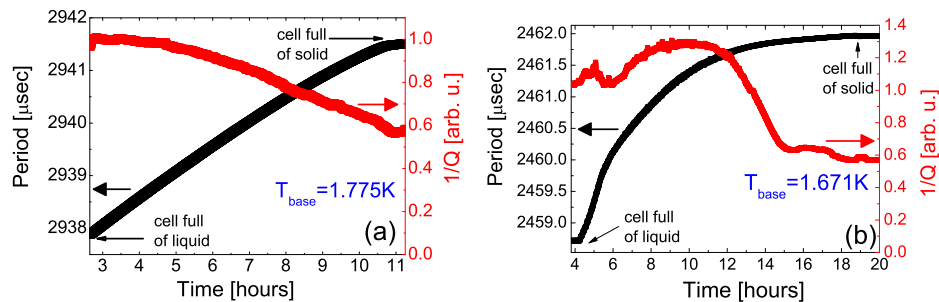 2942
2941
2940
2939
2938
Period [μsec]
cell full
of solid
T_base=1.775K
cell full
of liquid
(a)
3 4 5 6 7 8 9 10 11
Time [hours]
1.0
0.8
0.6
0.4
0.2
0.0
1/Q [arb. u.]
2462.0
2461.5
2461.0
2460.5
2460.0
2459.5
2459.0
Period [μsec]
cell full
of solid
T_base=1.671K
cell full
of liquid
(b)
4 6 8 10 12 14 16 18 20
Time [hours]
1.4
1.2
1.0
0.8
0.6
0.4
0.2
0.0
1/Q [arb. u.]